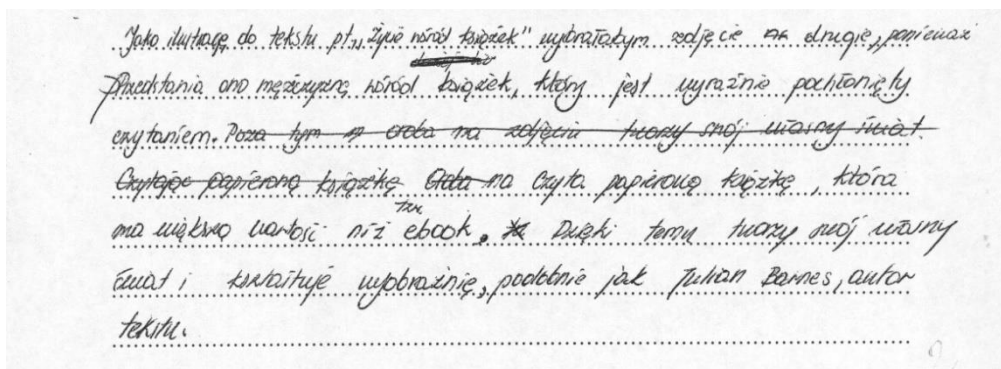 Jako ilustrację do tekstu pt. „Życie wśród książek" wybrałabym zdjęcie drugie, ponieważ
Przedstawia ono mężczyznę wśród książek, który jest wyraźnie pochłonięty
czytaniem. Poza tym osoba na zdjęciu tworzy swój własny świat.
Czytając papierową książkę Osoba na czyta papierową książkę, która
ma większą wartość niż ebook. Dzięki temu tworzy swój własny
świat i kształtuje wyobraźnię, podobnie jak Julian Barnes, autor
tekstu.